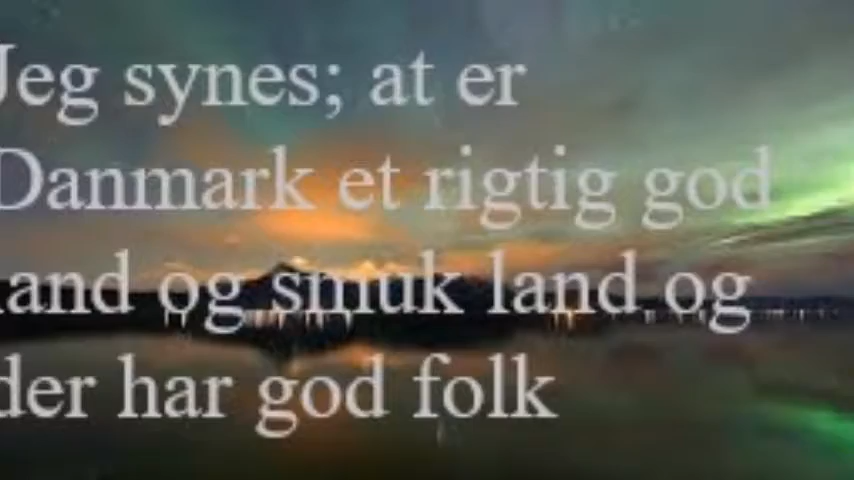 Jeg synes; at er
Danmark et rigtig god
land og smuk land og
der har god folk